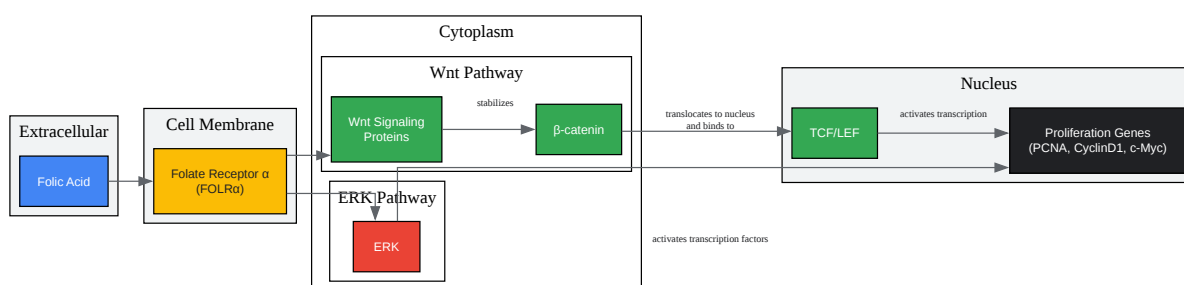 Extracellular
Folic Acid
Cell Membrane
Folate Receptor α
(FOLRα)
Cytoplasm
Wnt Pathway
Wnt Signaling
Proteins
stabilizes
β-catenin
ERK Pathway
ERK
translocates to nucleus
and binds to
activates transcription factors
Nucleus
TCF/LEF
activates transcription
Proliferation Genes
(PCNA, CyclinD1, c-Myc)